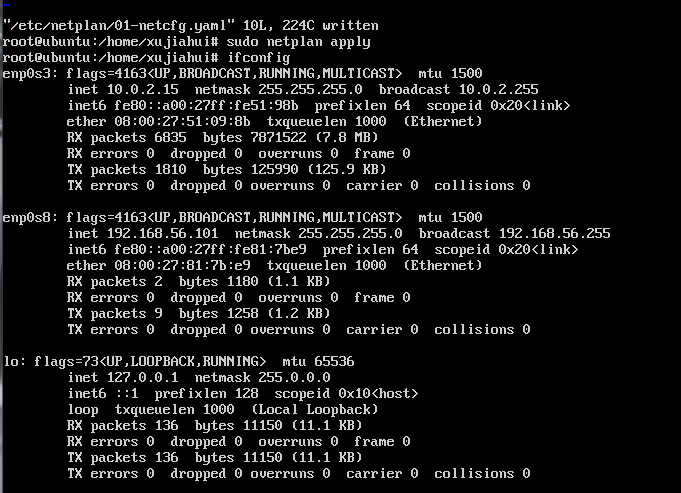 "/etc/netplan/01-netcfg.yaml" 10L, 224C written
root@ubuntu:/home/xujiahui# sudo netplan apply
root@ubuntu:/home/xujiahui# ifconfig
enp0s3: flags=4163<UP,BROADCAST,RUNNING,MULTICAST>  mtu 1500
        inet 10.0.2.15  netmask 255.255.255.0  broadcast 10.0.2.255
        inet6 fe80::a00:27ff:fe51:98b  prefixlen 64  scopeid 0x20<link>
        ether 08:00:27:51:09:8b  txqueuelen 1000  (Ethernet)
        RX packets 6835  bytes 7871522 (7.8 MB)
        RX errors 0  dropped 0  overruns 0  frame 0
        TX packets 1810  bytes 125990 (125.9 KB)
        TX errors 0  dropped 0 overruns 0  carrier 0  collisions 0

enp0s8: flags=4163<UP,BROADCAST,RUNNING,MULTICAST>  mtu 1500
        inet 192.168.56.101  netmask 255.255.255.0  broadcast 192.168.56.255
        inet6 fe80::a00:27ff:fe81:7be9  prefixlen 64  scopeid 0x20<link>
        ether 08:00:27:81:7b:e9  txqueuelen 1000  (Ethernet)
        RX packets 2  bytes 1180 (1.1 KB)
        RX errors 0  dropped 0  overruns 0  frame 0
        TX packets 9  bytes 1258 (1.2 KB)
        TX errors 0  dropped 0 overruns 0  carrier 0  collisions 0

lo: flags=73<UP,LOOPBACK,RUNNING>  mtu 65536
        inet 127.0.0.1  netmask 255.0.0.0
        inet6 ::1  prefixlen 128  scopeid 0x10<host>
        loop  txqueuelen 1000  (Local Loopback)
        RX packets 136  bytes 11150 (11.1 KB)
        RX errors 0  dropped 0  overruns 0  frame 0
        TX packets 136  bytes 11150 (11.1 KB)
        TX errors 0  dropped 0 overruns 0  carrier 0  collisions 0